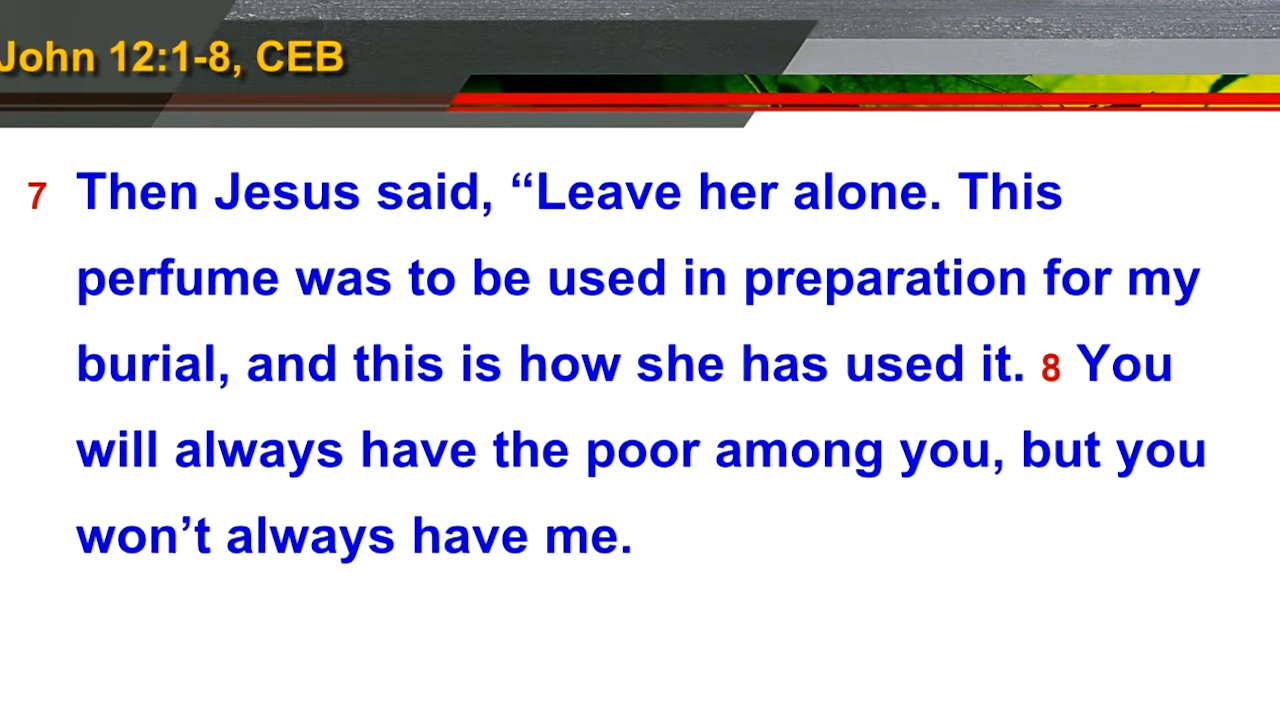 John 12:1-8, CEB
7 Then Jesus said, “Leave her alone. This
perfume was to be used in preparation for my
burial, and this is how she has used it. 8 You
will always have the poor among you, but you
won’t always have me.